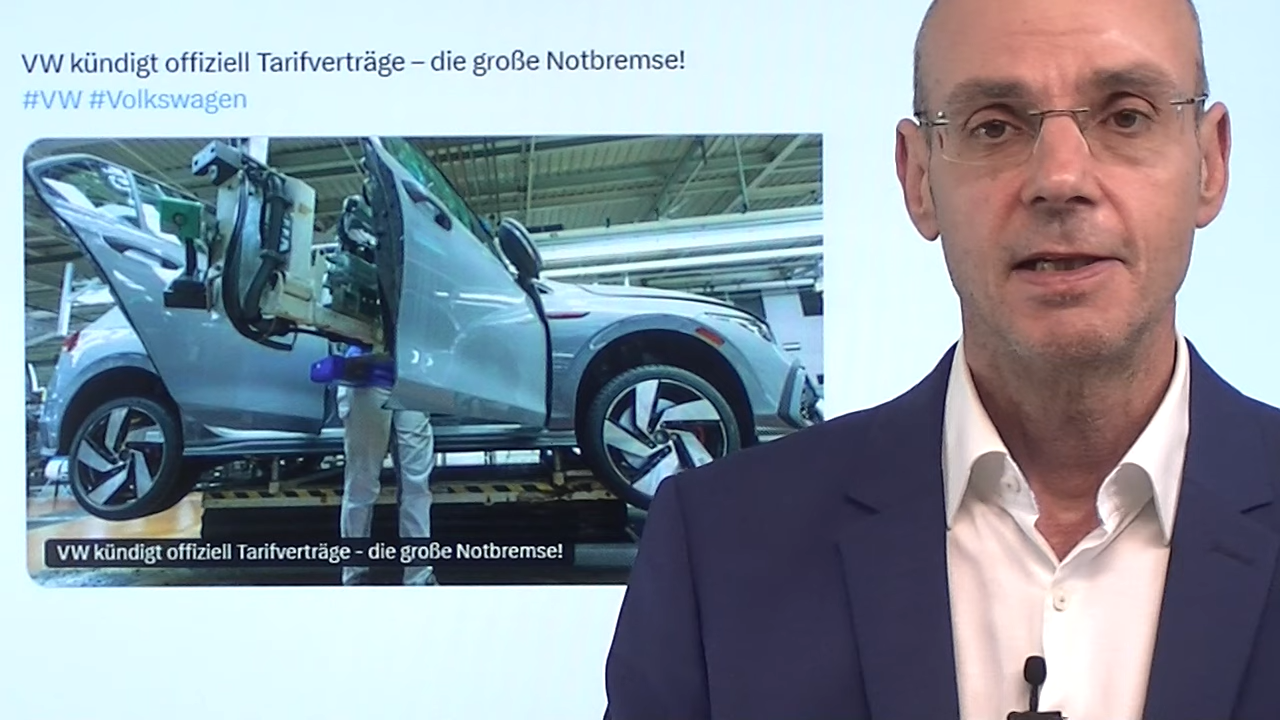 VW kündigt offiziell Tarifverträge – die große Notbremse!
#VW #Volkswagen
VW kündigt offiziell Tarifverträge - die große Notbremse!